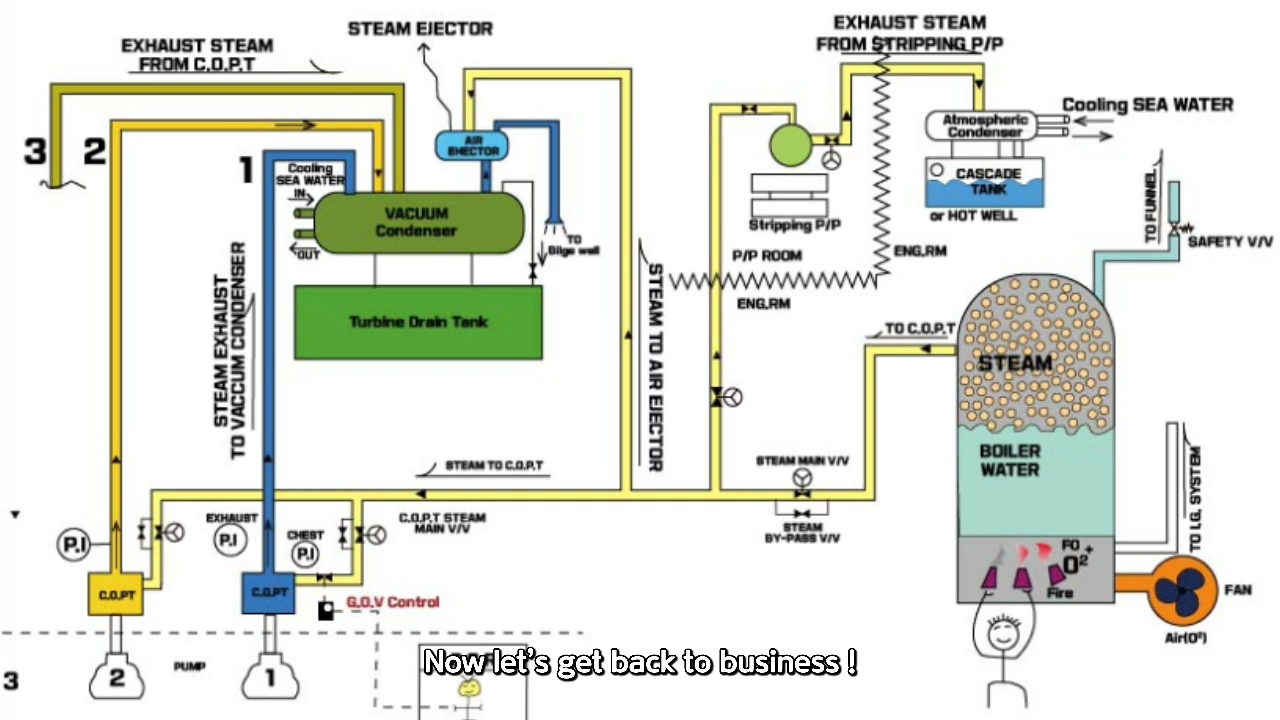 STEAM EJECTOR
EXHAUST STEAM
FROM C.O.P.T
EXHAUST STEAM
FROM STRIPPING P/P
3
2
1
AIR
EHECTOR
Cooling
SEA WATER
IN
OUT
VACUUM
Condenser
TO
Bilge well
Turbine Drain Tank
STEAM EXHAUST
TO VACCUM CONDENSER
STEAM TO AIR EJECTOR
Stripping P/P
P/P ROOM
ENG,RM
ENG,RM
Atmospheric
Condenser
Cooling SEA WATER
CASCADE
TANK
or HOT WELL
TO FUNNEL
SAFETY V/V
TO C.O.P.T
STEAM
BOILER
WATER
STEAM TO C.O.P.T
STEAM MAIN V/V
STEAM
BY-PASS V/V
TO I.G. SYSTEM
P.I
EXHAUST
P.I
CHEST
P.I
C.O.P.T STEAM
MAIN V/V
FO
O² +
Fire
FAN
Air(O²)
C.O.PT
C.O.PT
G.O.V Control
PUMP
3
2
1
Now let's get back to business !